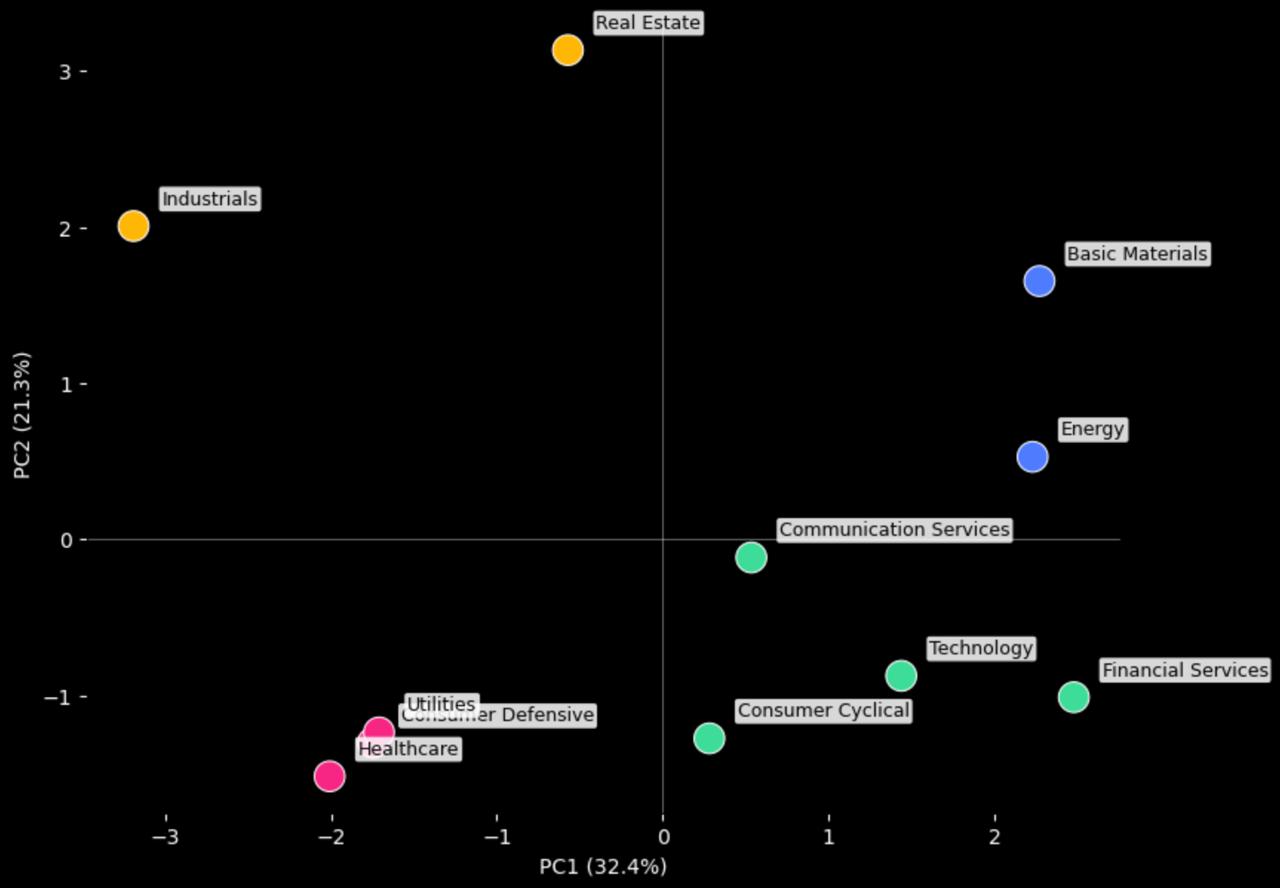 Real Estate
3
Industrials
2
Basic Materials
PC2 (21.3%)
1
Energy
Communication Services
0
Technology
Financial Services
−1
Utilities
Consumer Defensive
Consumer Cyclical
Healthcare
−3
−2
−1
0
1
2
PC1 (32.4%)